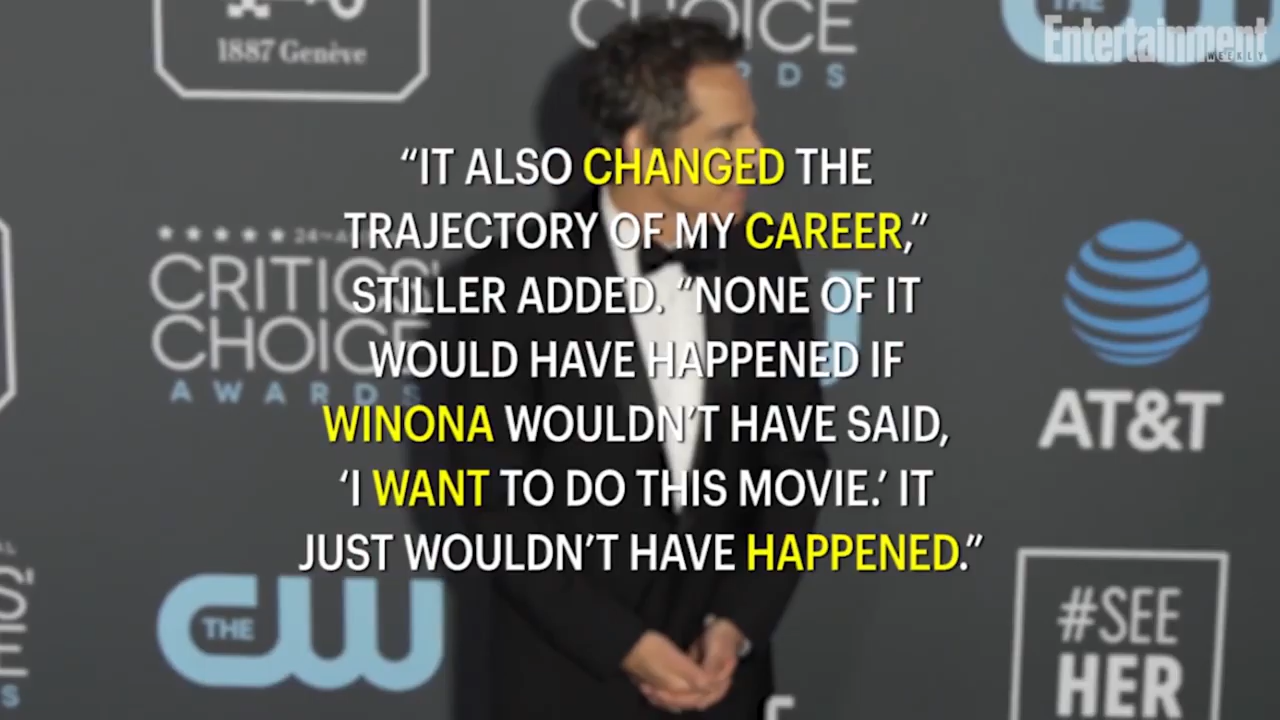 1887 Genève
THE
CHOICE
Entertainment
WEEKLY
“IT ALSO CHANGED THE
TRAJECTORY OF MY CAREER,”
STILLER ADDED. “NONE OF IT
WOULD HAVE HAPPENED IF
WINONA WOULDN’T HAVE SAID,
‘I WANT TO DO THIS MOVIE.’ IT
JUST WOULDN’T HAVE HAPPENED.”
CRITICS'
CHOICE
AWARDS
AT&T
THE CW
#SEE
HER